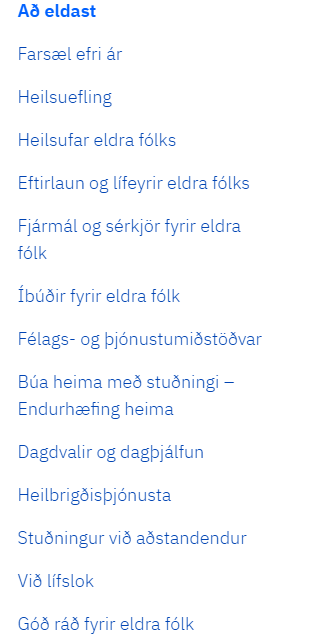 Að eldast
Farsæl efri ár
Heilsuefling
Heilsufar eldra fólks
Eftirlaun og lífeyrir eldra fólks
Fjármál og sérkjör fyrir eldra
fólk
Íbúðir fyrir eldra fólk
Félags- og þjónustumiðstöðvar
Búa heima með stuðningi –
Endurhæfing heima
Dagdvalir og dagþjálfun
Heilbrigðisþjónusta
Stuðningur við aðstandendur
Við lífslok
Góð ráð fyrir eldra fólk